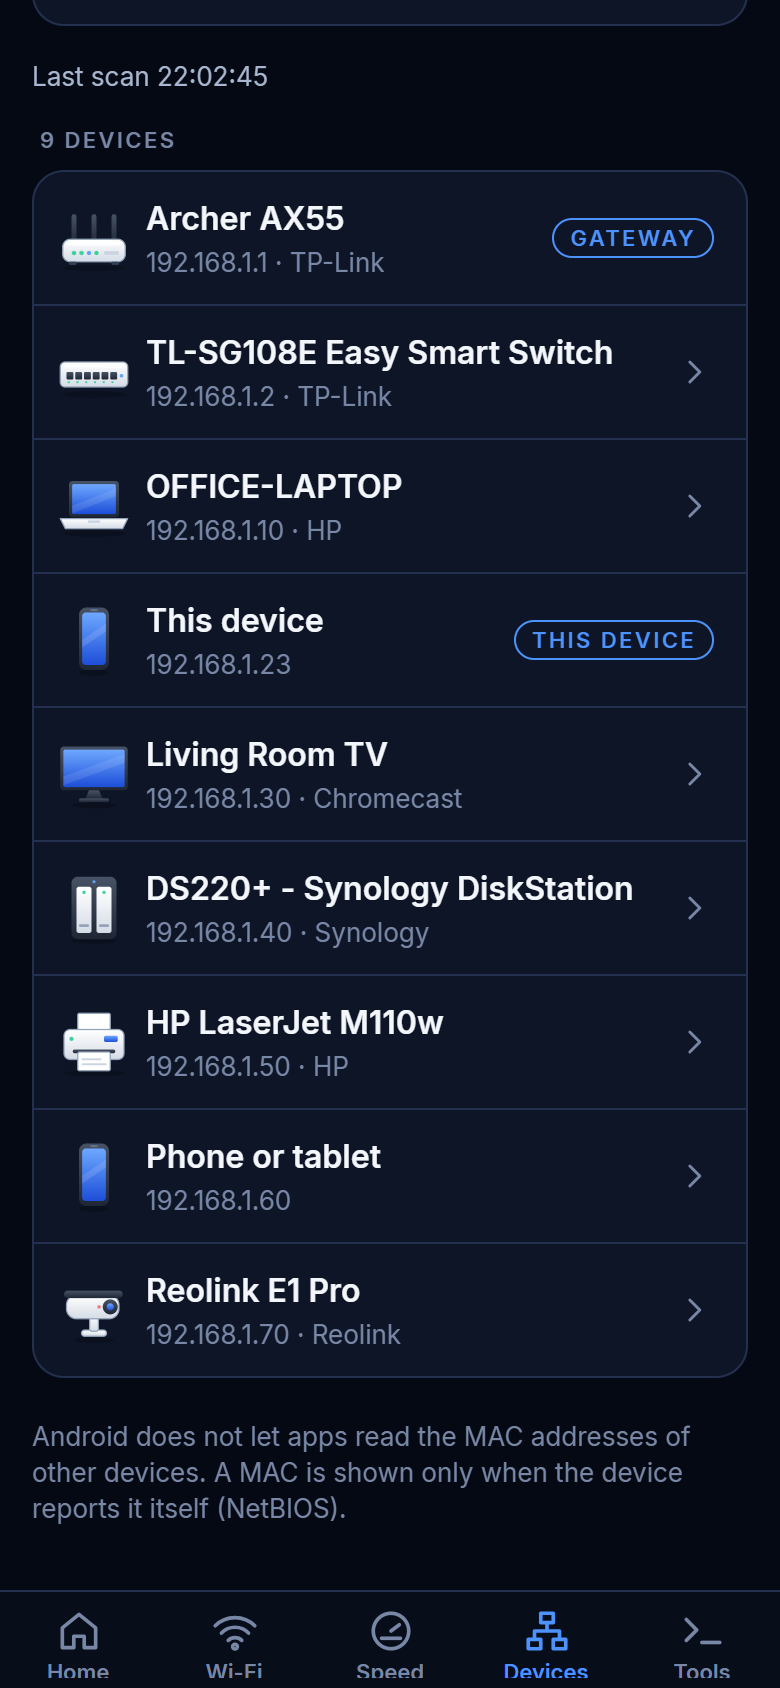 Last scan 22:02:45
9 DEVICES
Archer AX55
192.168.1.1 · TP-Link
GATEWAY
TL-SG108E Easy Smart Switch
192.168.1.2 · TP-Link
OFFICE-LAPTOP
192.168.1.10 · HP
This device
192.168.1.23
THIS DEVICE
Living Room TV
192.168.1.30 · Chromecast
DS220+ - Synology DiskStation
192.168.1.40 · Synology
HP LaserJet M110w
192.168.1.50 · HP
Phone or tablet
192.168.1.60
Reolink E1 Pro
192.168.1.70 · Reolink
Android does not let apps read the MAC addresses of
other devices. A MAC is shown only when the device
reports it itself (NetBIOS).
Home Wi-Fi Speed Devices Tools